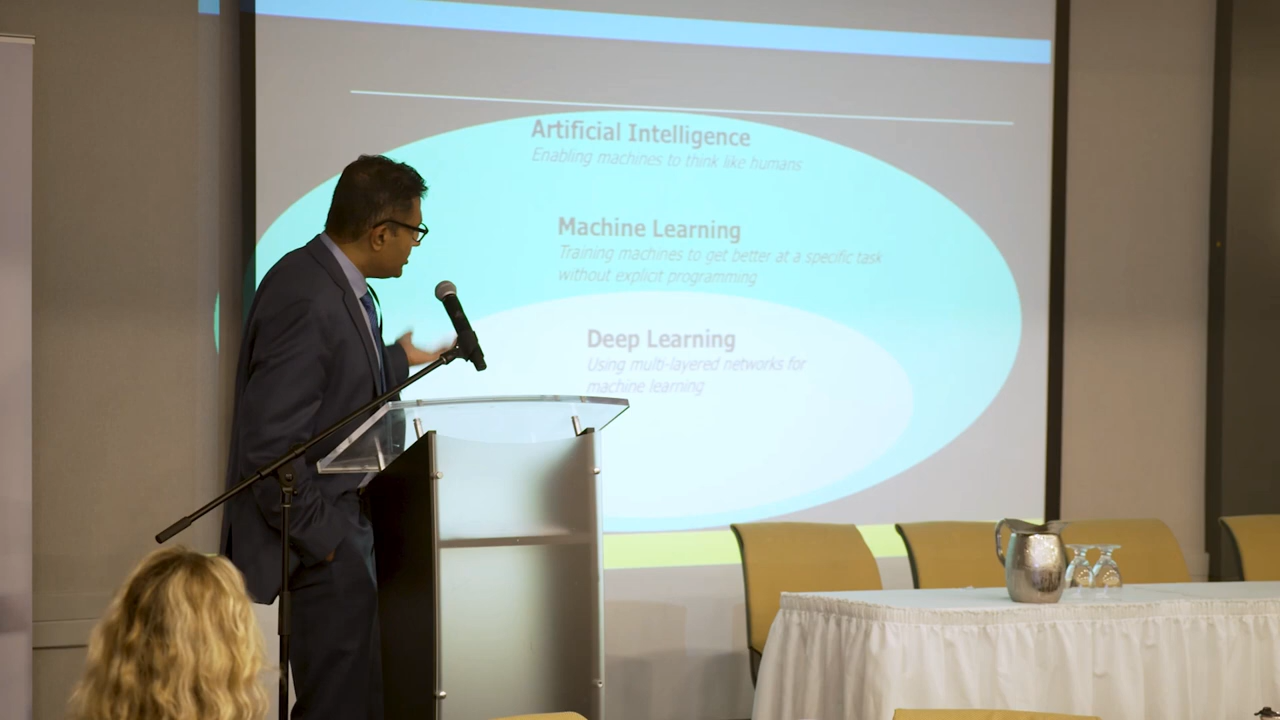 Artificial Intelligence
Enabling machines to think like humans
Machine Learning
Training machines to get better at a specific task
without explicit programming
Deep Learning
Using multi-layered networks for
machine learning